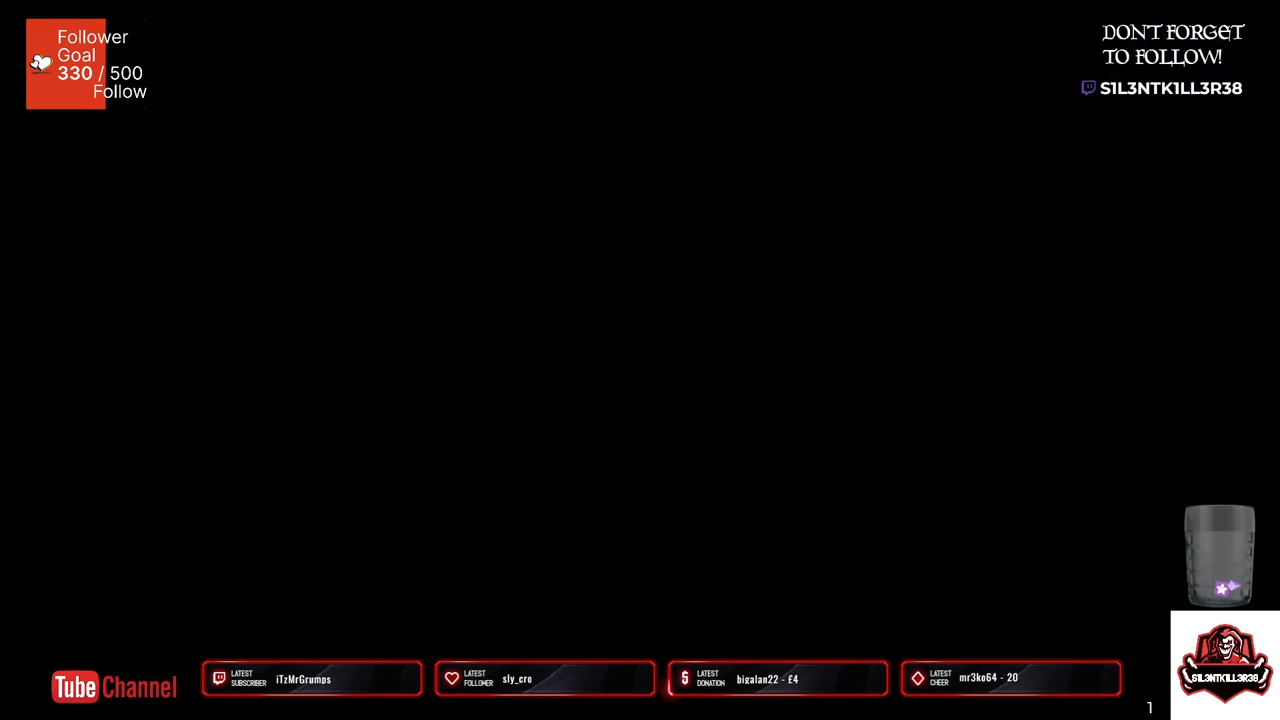 Follower
Goal
330 / 500
Follow
DON'T FORGET
TO FOLLOW!
S1L3NTK1LL3R38
Tube Channel
LATEST
SUBSCRIBER
iTzMrGrumps
LATEST
FOLLOWER
sly_cro
LATEST
DONATION
bigalan22 - £4
LATEST
CHEER
mr3ko64 - 20
1
S1L3NTK1LL3R38